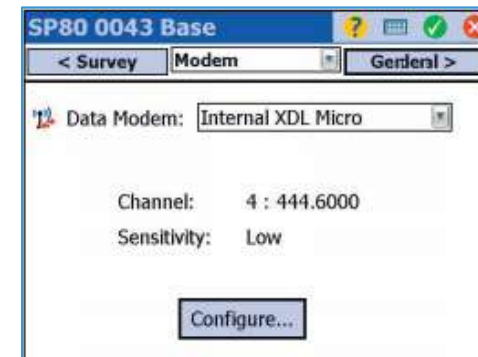 SP80 0043 Base
< Survey Modem General >
Data Modem: Internal XDL Micro
Channel: 4 : 444.6000
Sensitivity: Low
Configure...